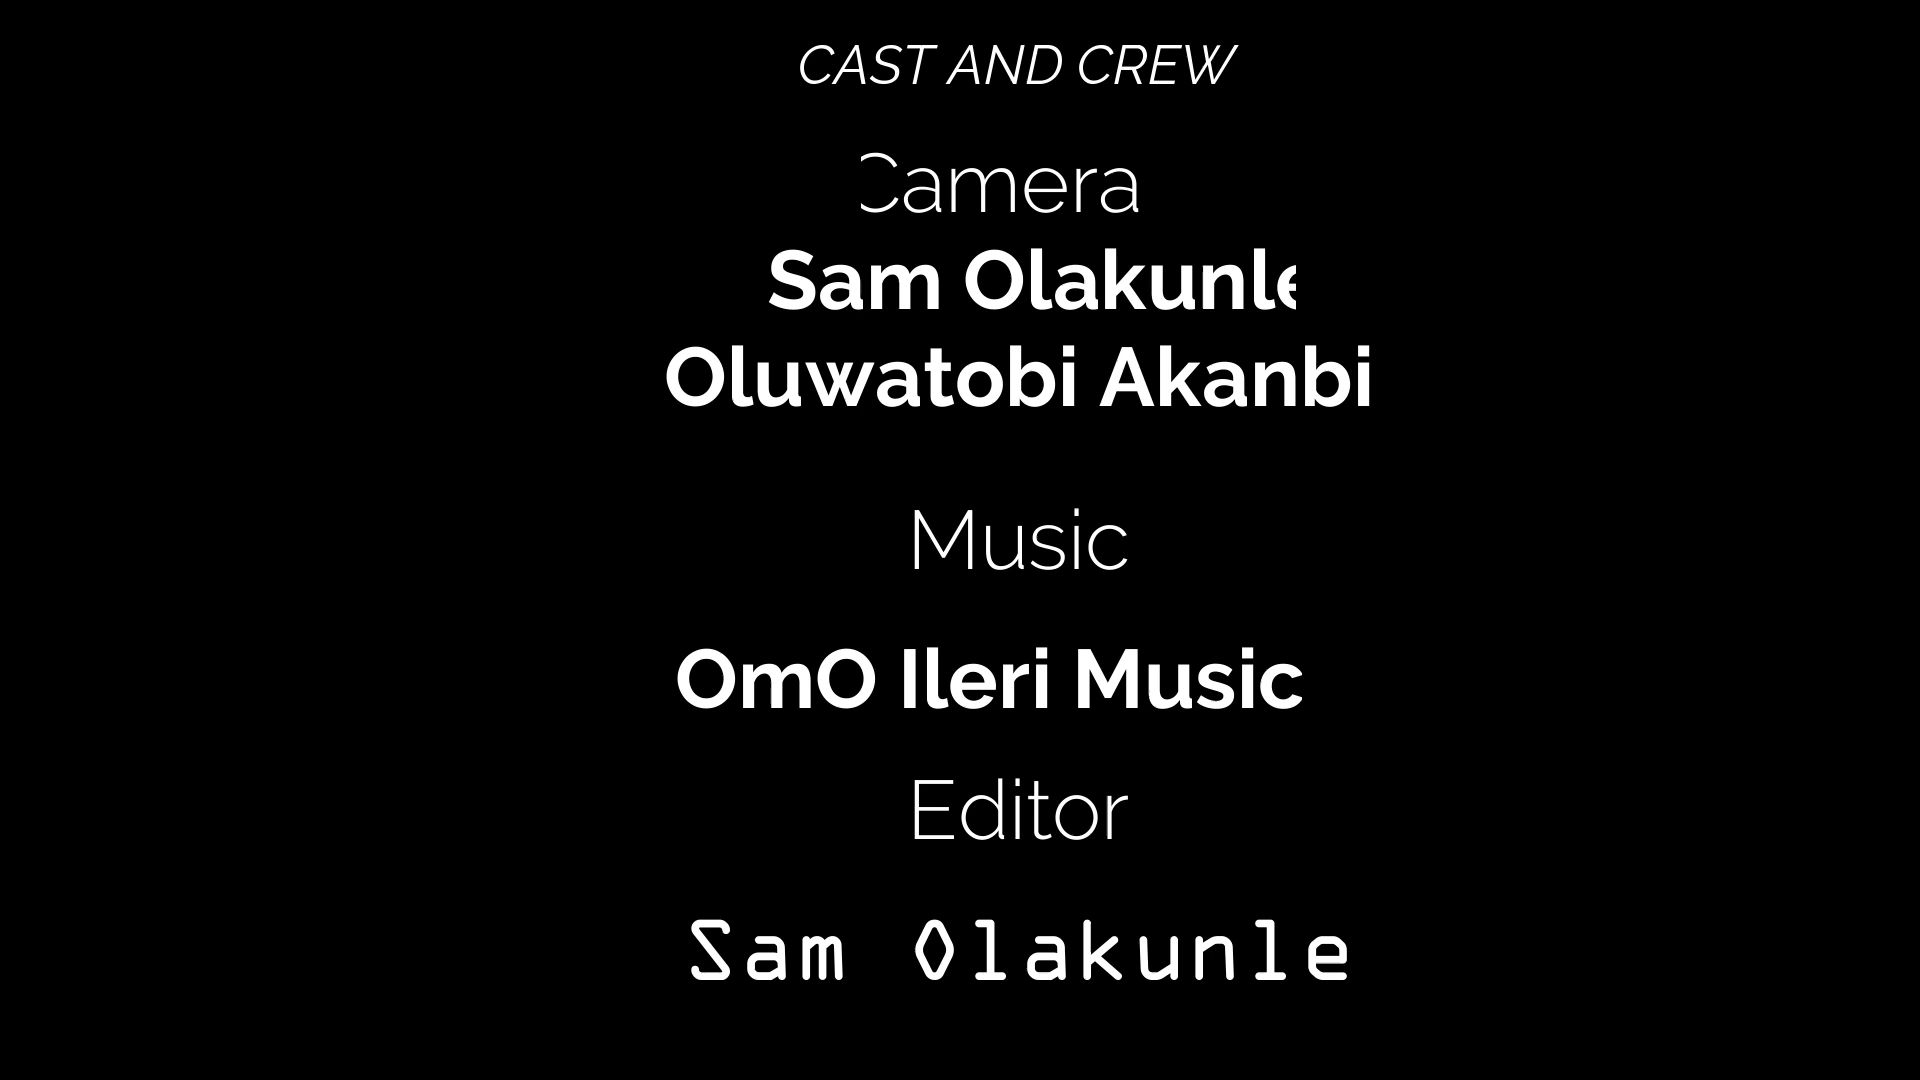 CAST AND CREW
Camera
Sam Olakunle
Oluwatobi Akanbi
Music
OmO Ileri Music
Editor
Sam Olakunle